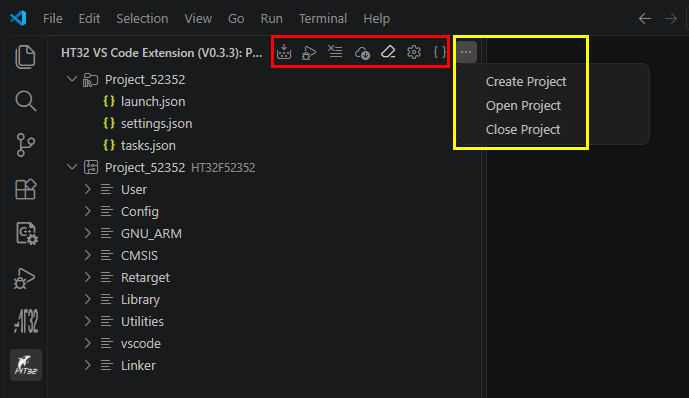 File Edit Selection View Go Run Terminal Help
HT32 VS Code Extension (V0.3.3): P...
Project_52352
launch.json
settings.json
tasks.json
Project_52352 HT32F52352
User
Config
GNU_ARM
CMSIS
Retarget
Library
Utilities
vscode
Linker
Create Project
Open Project
Close Project
HT32